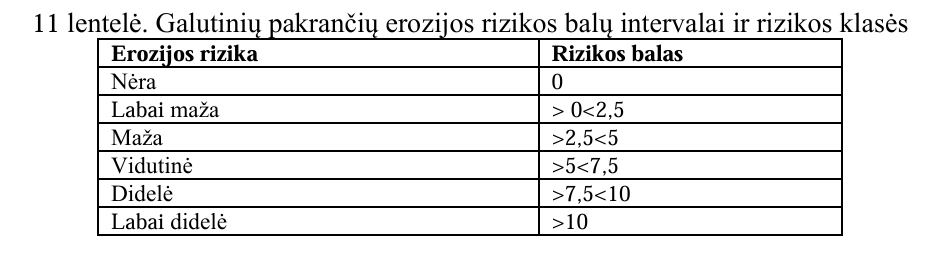 11 lentelė. Galutinių pakrančių erozijos rizikos balų intervalai ir rizikos klasės
Erozijos rizika Rizikos balas
Nėra 0
Labai maža > 0<2,5
Maža >2,5<5
Vidutinė >5<7,5
Didelė >7,5<10
Labai didelė >10